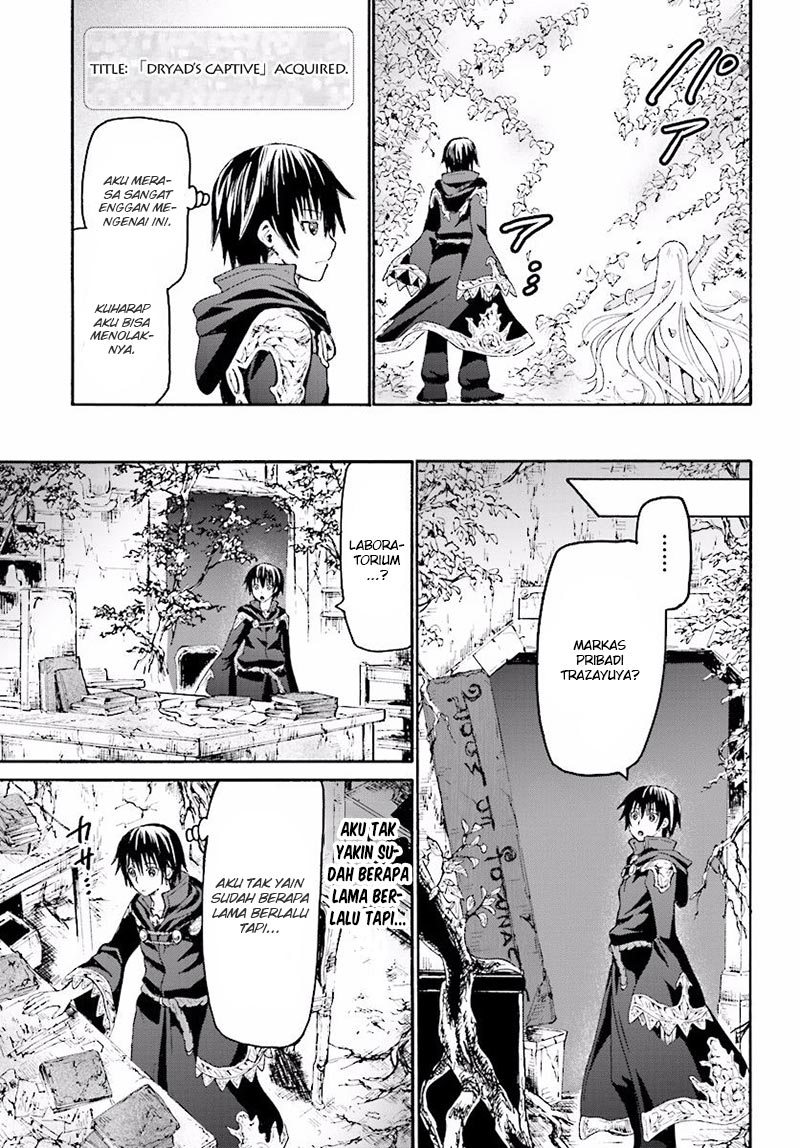 パァ
ァ
TITLE:「DRYAD'S CAPTIVE」ACQUIRED.
AKU MERA-
SA SANGAT
ENGGAN ME-
NGENAI INI.
KUHARAP
AKU BISA
MENOLAK-
NYA.
......
MARKAS
PRIBADI
TRAZAYUYA?
LABORA-
TORIUM
...?
AKU TAK
YAKIN SU-
DAH BERAPA
LAMA BER-
LALU TAPI...
AKU TAK YAIN
SUDAH BERAPA
LAMA BERLALU
TAPI...